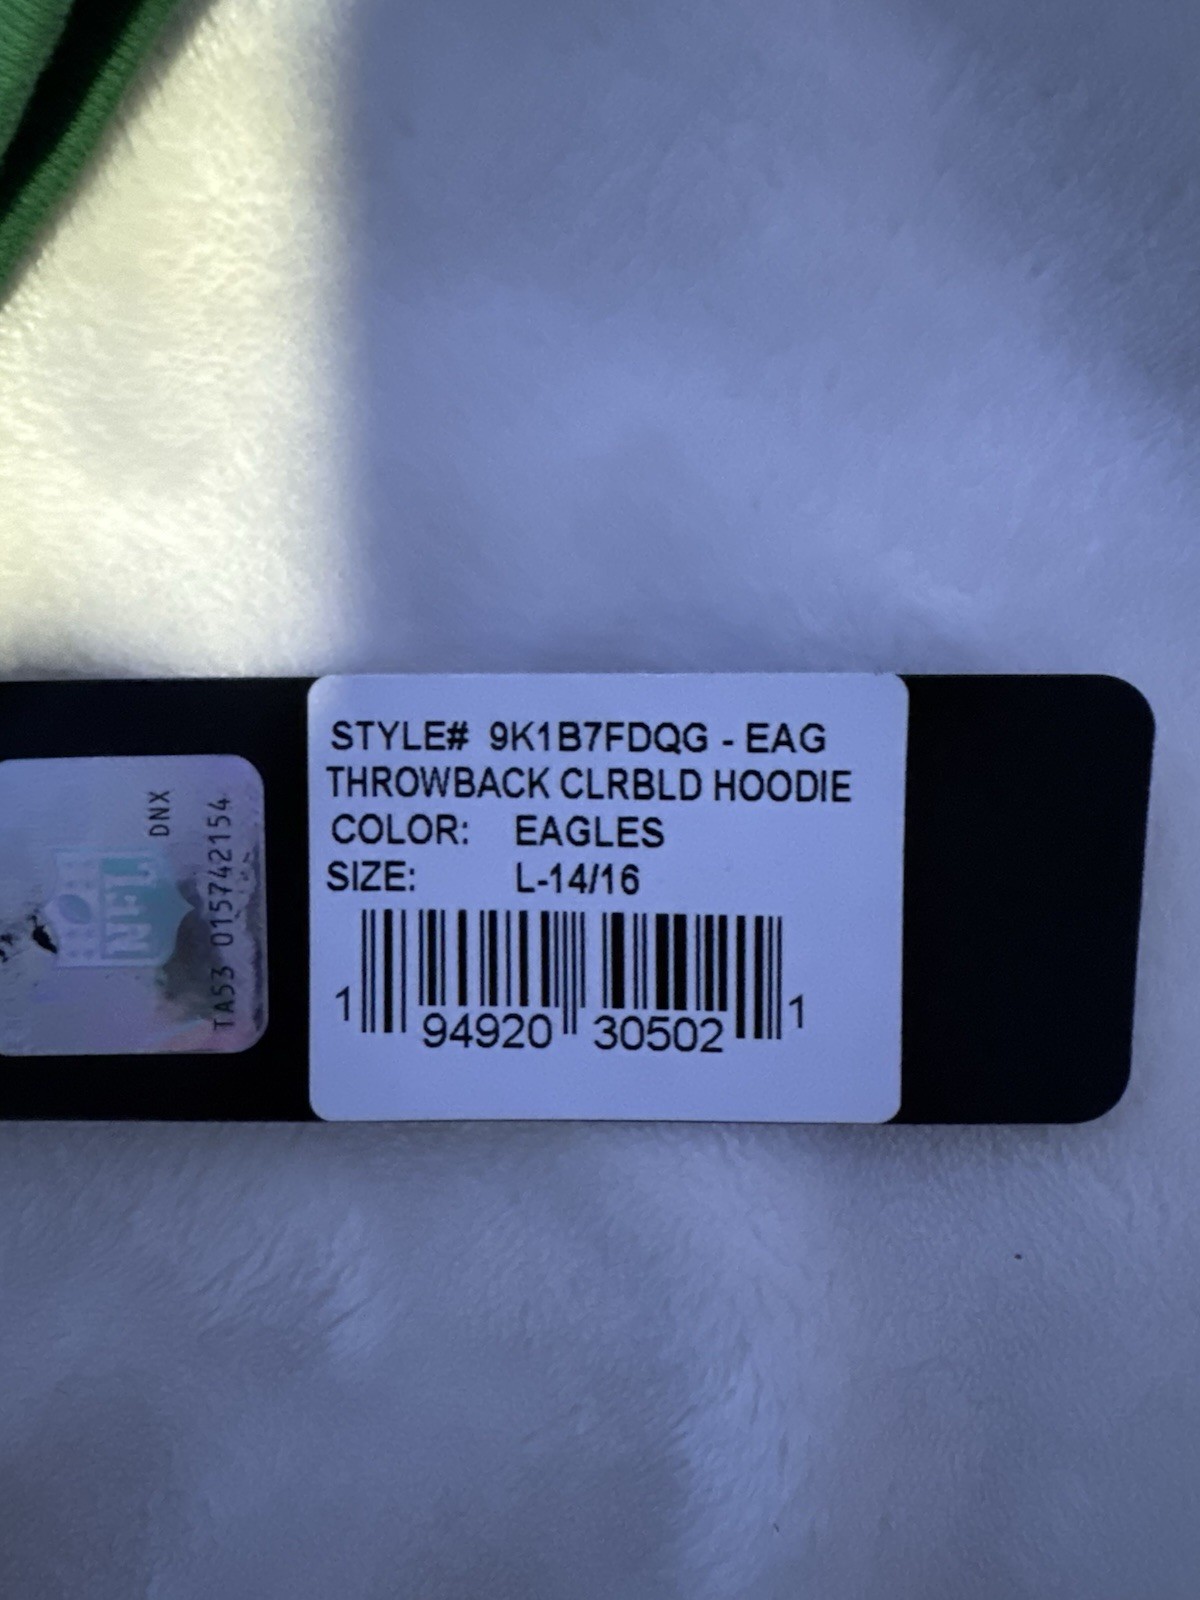 STYLE# 9K1B7FDQG - EAG
THROWBACK CLRBLD HOODIE
COLOR: EAGLES
SIZE: L-14/16
1 94920 30502 1
DNX
TA53 015742154
NFL